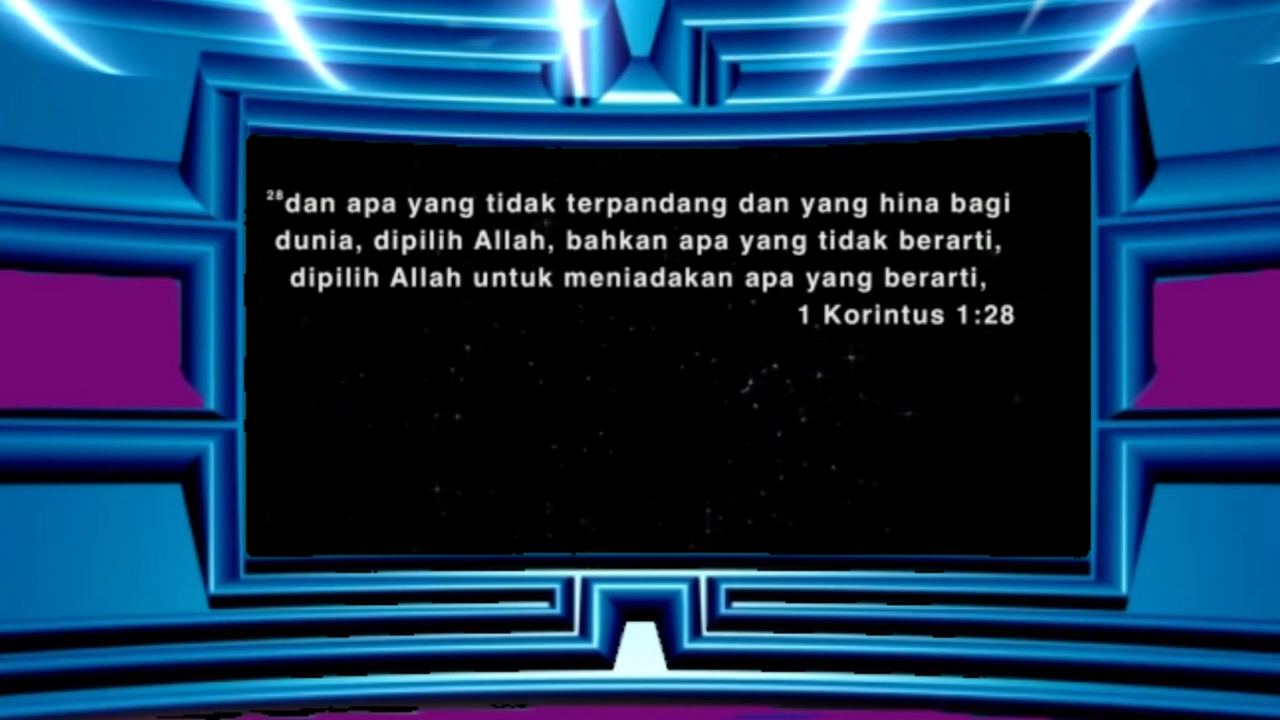 ²⁸dan apa yang tidak terpandang dan yang hina bagi
dunia, dipilih Allah, bahkan apa yang tidak berarti,
dipilih Allah untuk meniadakan apa yang berarti,
1 Korintus 1:28